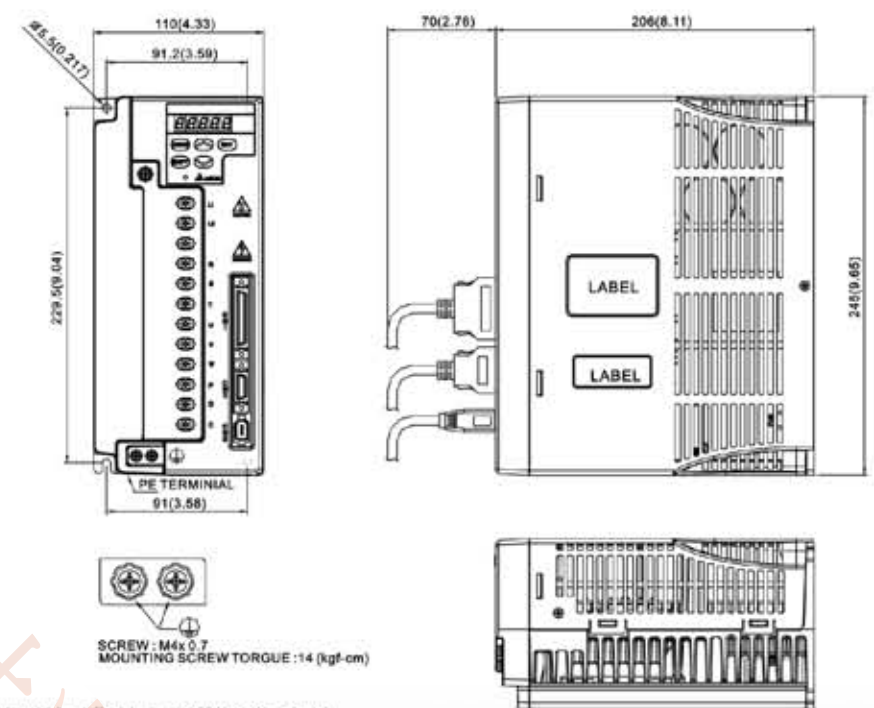 110(4.33)
70(2.76)
206(8.11)
Ø5.5(0.217)
91.2(3.59)
L1
229.5(9.04)
245(9.65)
LABEL
LABEL
PE TERMINIAL
91(3.58)
SCREW : M4x 0.7
MOUNTING SCREW TORGUE :14 (kgf-cm)